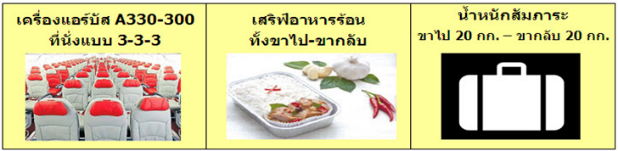 เครื่องแอร์บัส A330-300
ที่นั่งแบบ 3-3-3
เสริฟอาหารร้อน
ทั้งขาไป-ขากลับ
น้ำหนักสัมภาระ
ขาไป 20 กก. – ขากลับ 20 กก.